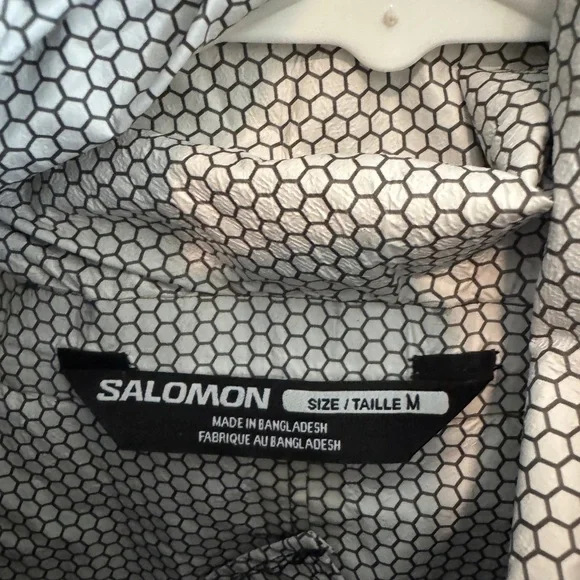 SALOMON SIZE / TAILLE M
MADE IN BANGLADESH
FABRIQUE AU BANGLADESH